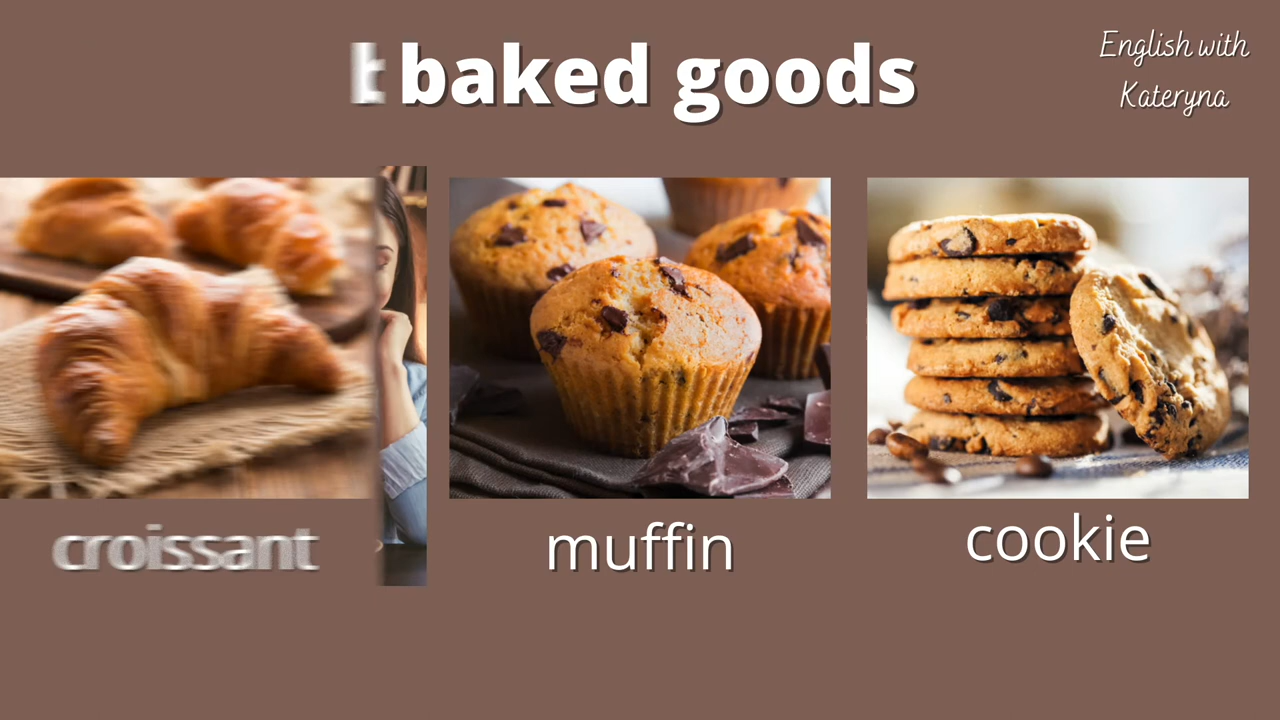 baked goods
English with
Kateryna
croissant
muffin
cookie